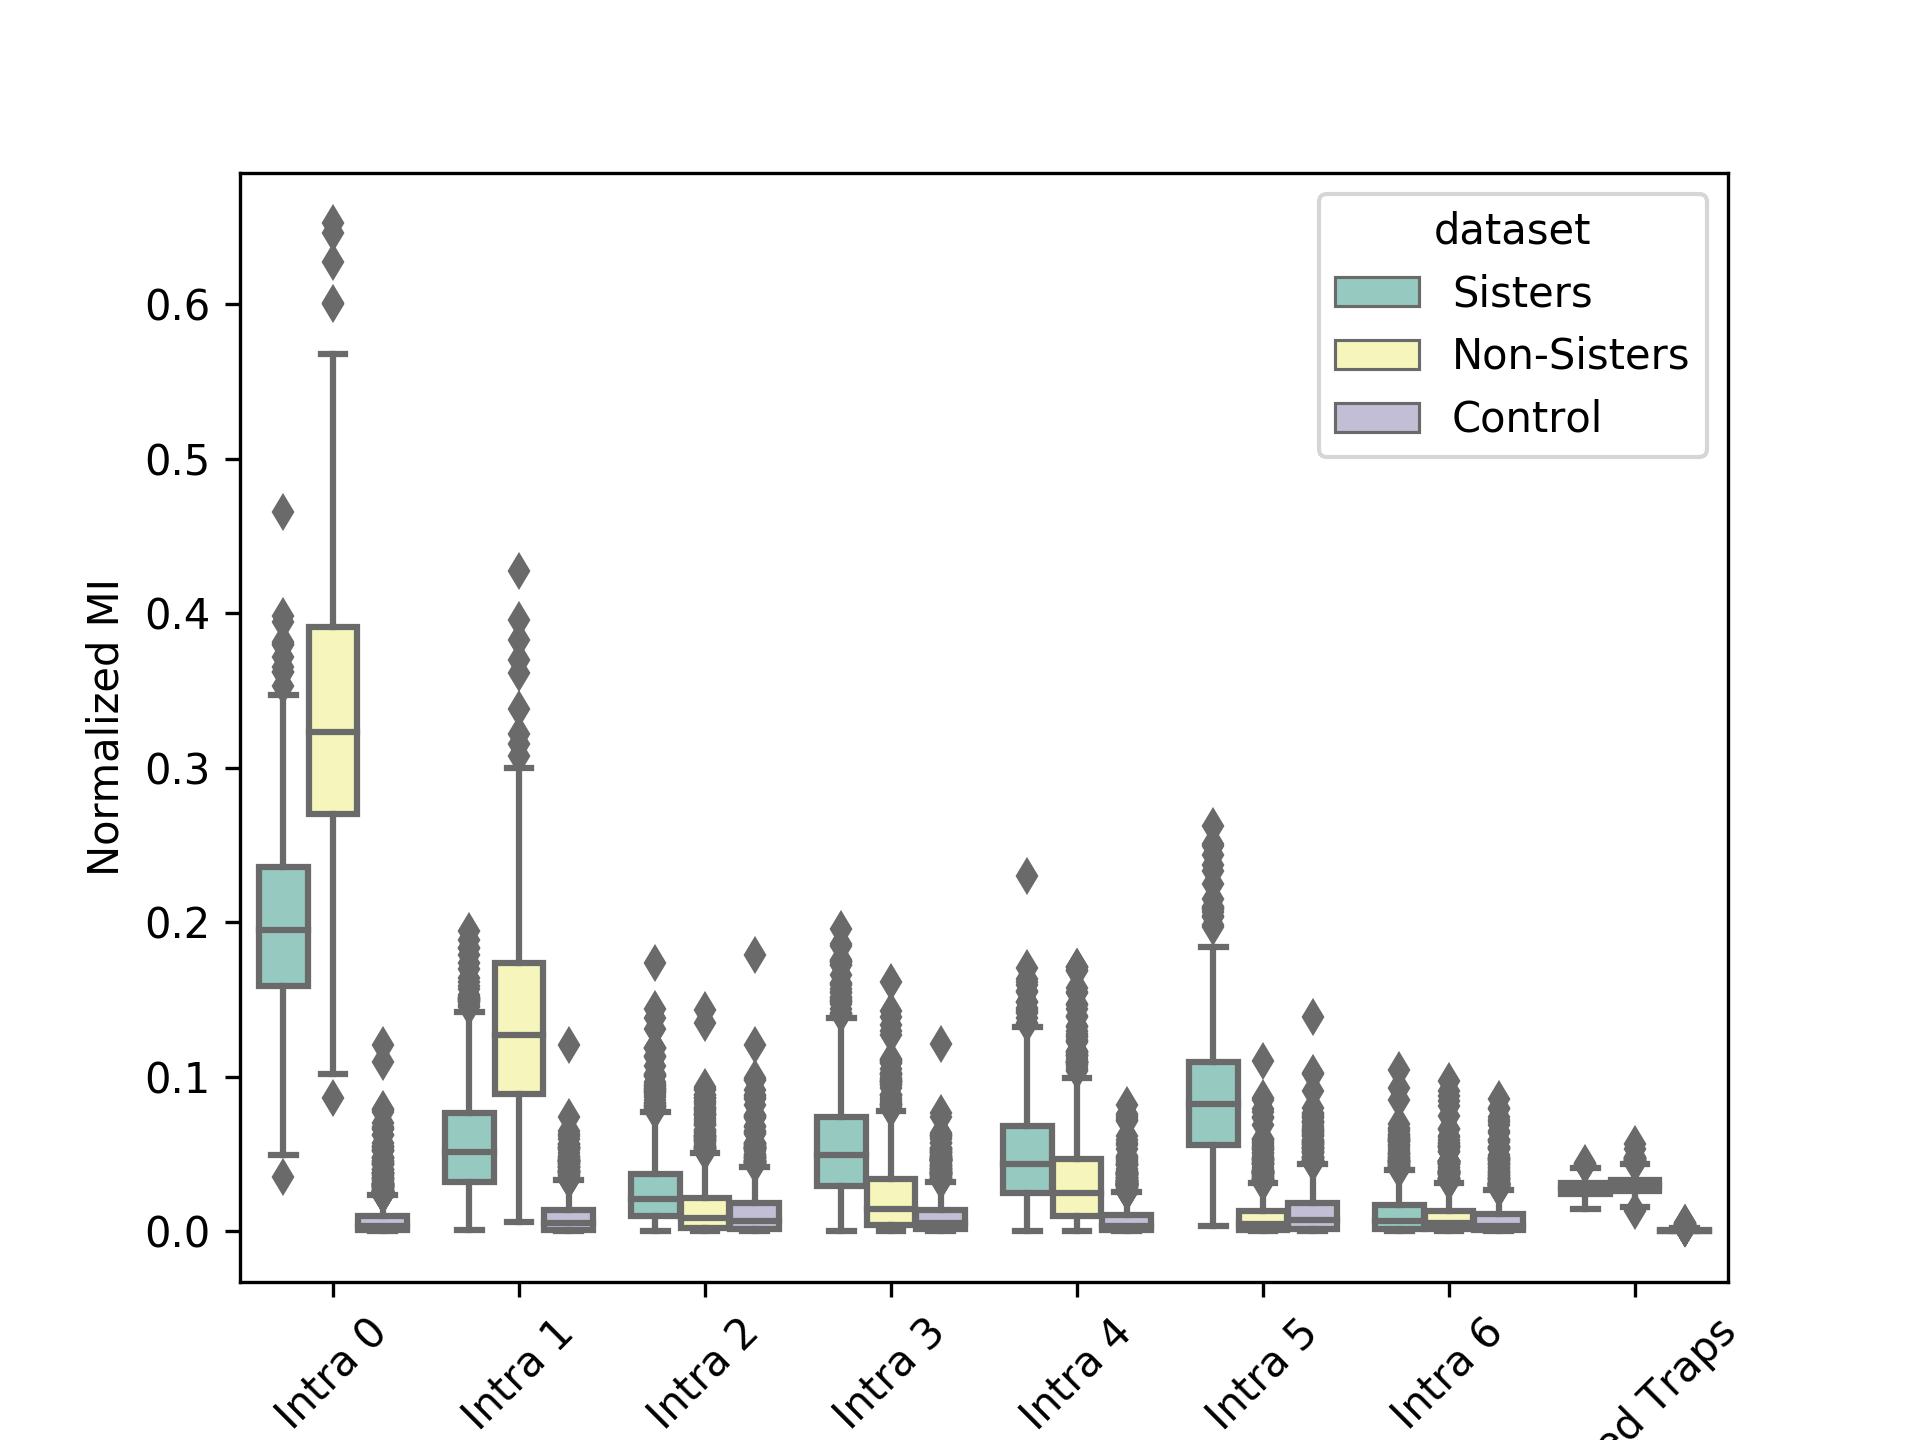 dataset
Sisters
Non-Sisters
Control
Normalized MI
0.6
0.5
0.4
0.3
0.2
0.1
0.0
Intra 0
Intra 1
Intra 2
Intra 3
Intra 4
Intra 5
Intra 6
Traps